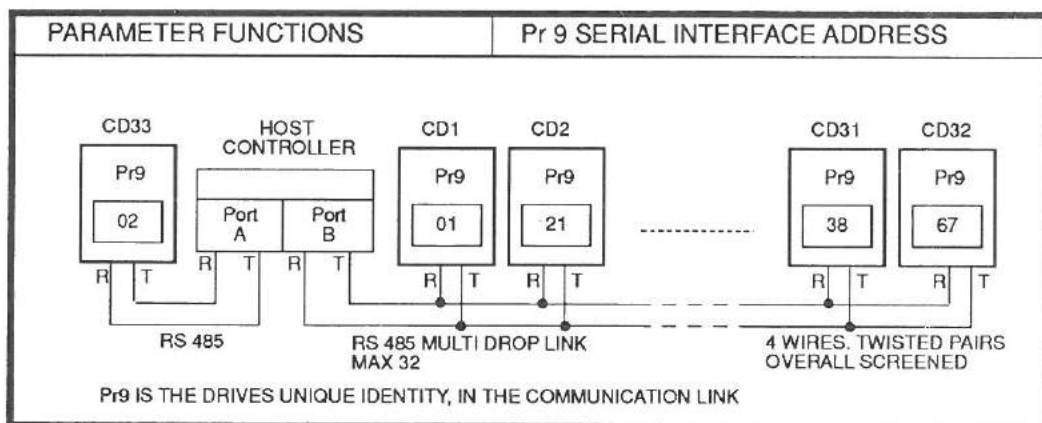 PARAMETER FUNCTIONS
Pr 9 SERIAL INTERFACE ADDRESS
CD33
HOST
CONTROLLER
CD1
CD2
CD31
CD32
Pr9
Pr9
Pr9
Pr9
Pr9
02
Port
A
Port
B
01
21
38
67
R T
R T R T
R T
R T
R T
R T
RS 485
RS 485 MULTI DROP LINK
MAX 32
4 WIRES. TWISTED PAIRS
OVERALL SCREENED
Pr9 IS THE DRIVES UNIQUE IDENTITY, IN THE COMMUNICATION LINK